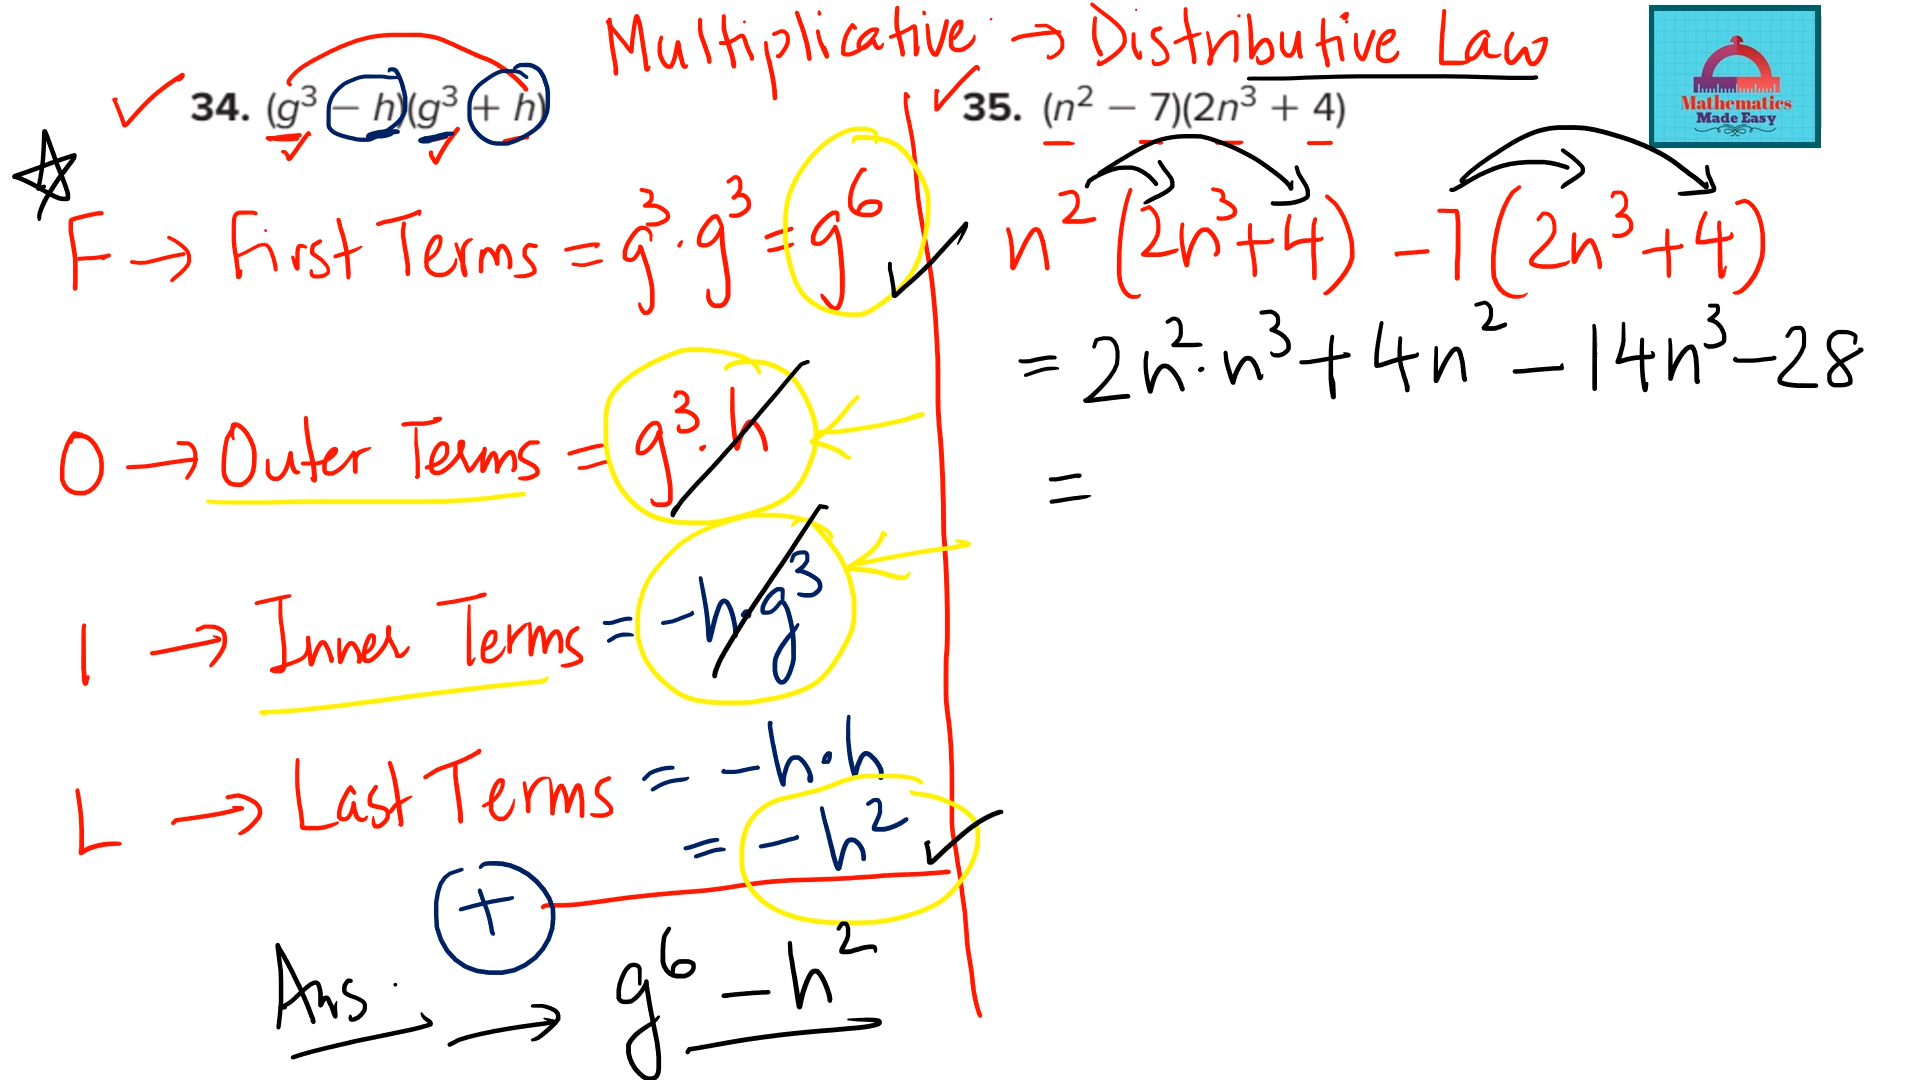 Multiplicative → Distributive Law
34. (g³ − h)(g³ + h)
F → First Terms = g³ · g³ = g⁶
O → Outer Terms = g³ · h
I → Inner Terms = −h · g³
L → Last Terms = −h · h
= −h²
+
Ans. → g⁶ − h²
35. (n² − 7)(2n³ + 4)
n² (2n³ + 4) − 7 (2n³ + 4)
= 2n² · n³ + 4n² − 14n³ − 28
=
Mathematics
Made Easy